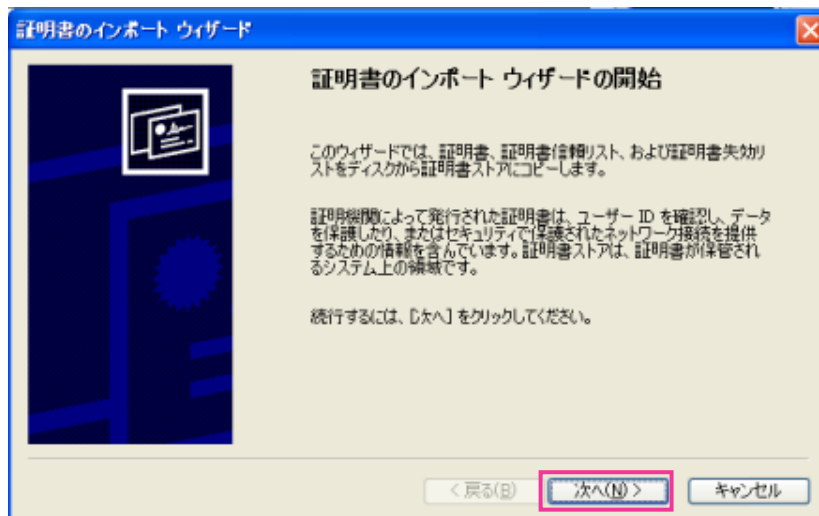 証明書のインポート ウィザード
証明書のインポート ウィザードの開始
このウィザードでは、証明書、証明書信頼リスト、および証明書失効リ
ストをディスクから証明書ストアにコピーします。
証明機関によって発行された証明書は、ユーザー ID を確認し、データ
を保護したり、またはセキュリティで保護されたネットワーク接続を提供
するための情報を含んでいます。証明書ストアは、証明書が保管され
るシステム上の領域です。
続行するには、[次へ] をクリックしてください。
< 戻る(B) 次へ(N) > キャンセル